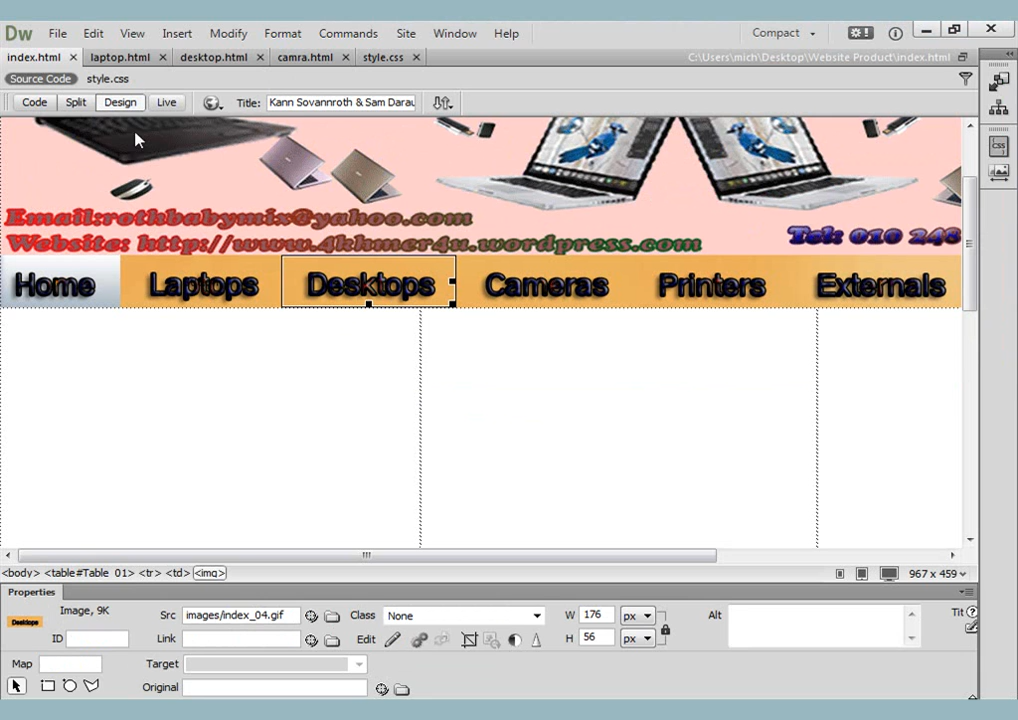 Dw File Edit View Insert Modify Format Commands Site Window Help Compact
index.html laptop.html desktop.html camra.html style.css C:\Users\mich\Desktop\Website Product\index.html
Source Code style.css
Code Split Design Live Title: Kann Sovannroth & Sam Darau
Email:rothbabymix@yahoo.com
Website: http://www.4khmer4u.wordpress.com Tel: 010 248
Home Laptops Desktops Cameras Printers Externals
<body> <table#Table_01> <tr> <td> <img> 967 x 459
Properties
Image, 9K Src images/index_04.gif Class None W 176 px Alt Tit
Desktops
ID Link Edit H 56 px
Map Target
Original
CSS